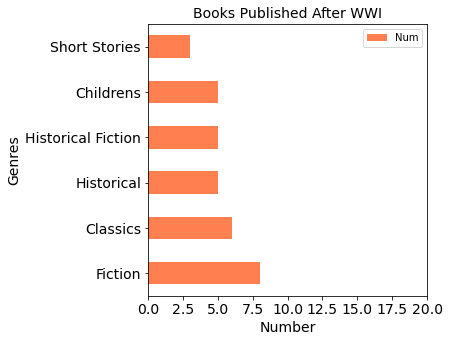 Books Published After WWI
Num
Short Stories
Childrens
Historical Fiction
Historical
Classics
Fiction
Genres
0.0 2.5 5.0 7.5 10.0 12.5 15.0 17.5 20.0
Number